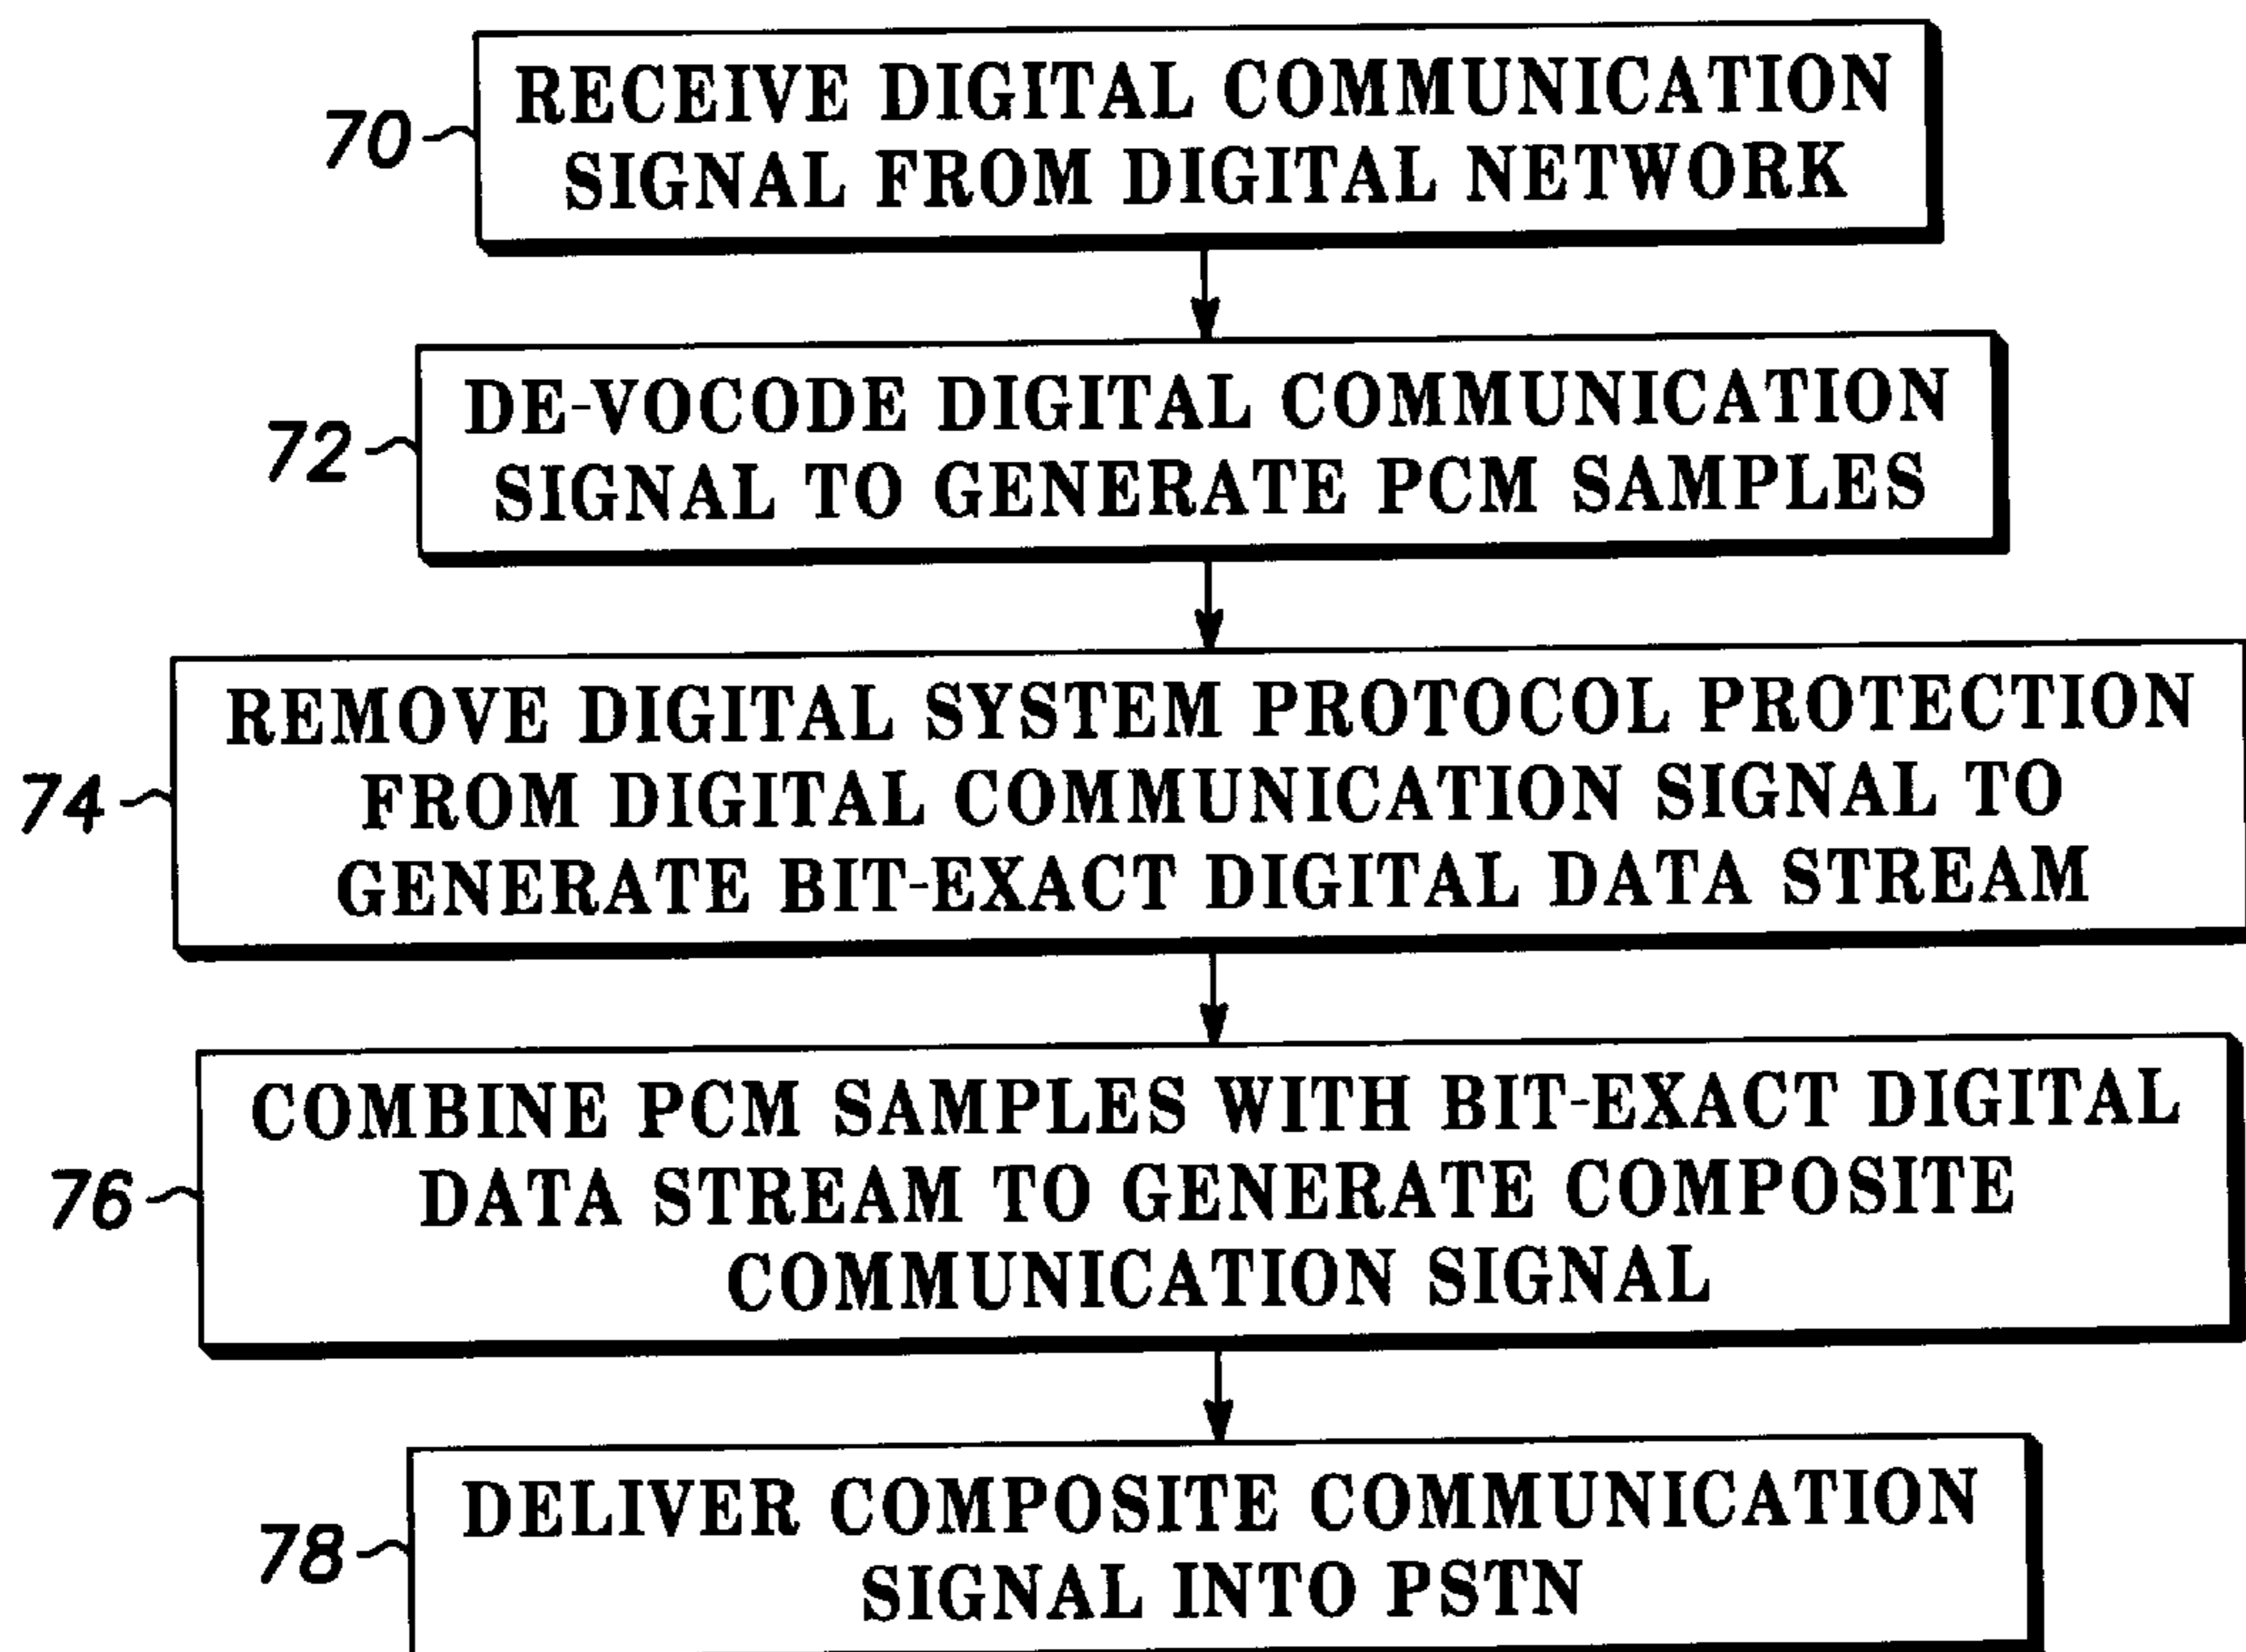 70
RECEIVE DIGITAL COMMUNICATION
SIGNAL FROM DIGITAL NETWORK
72
DE-VOCODE DIGITAL COMMUNICATION
SIGNAL TO GENERATE PCM SAMPLES
74
REMOVE DIGITAL SYSTEM PROTOCOL PROTECTION
FROM DIGITAL COMMUNICATION SIGNAL TO
GENERATE BIT-EXACT DIGITAL DATA STREAM
76
COMBINE PCM SAMPLES WITH BIT-EXACT DIGITAL
DATA STREAM TO GENERATE COMPOSITE
COMMUNICATION SIGNAL
78
DELIVER COMPOSITE COMMUNICATION
SIGNAL INTO PSTN